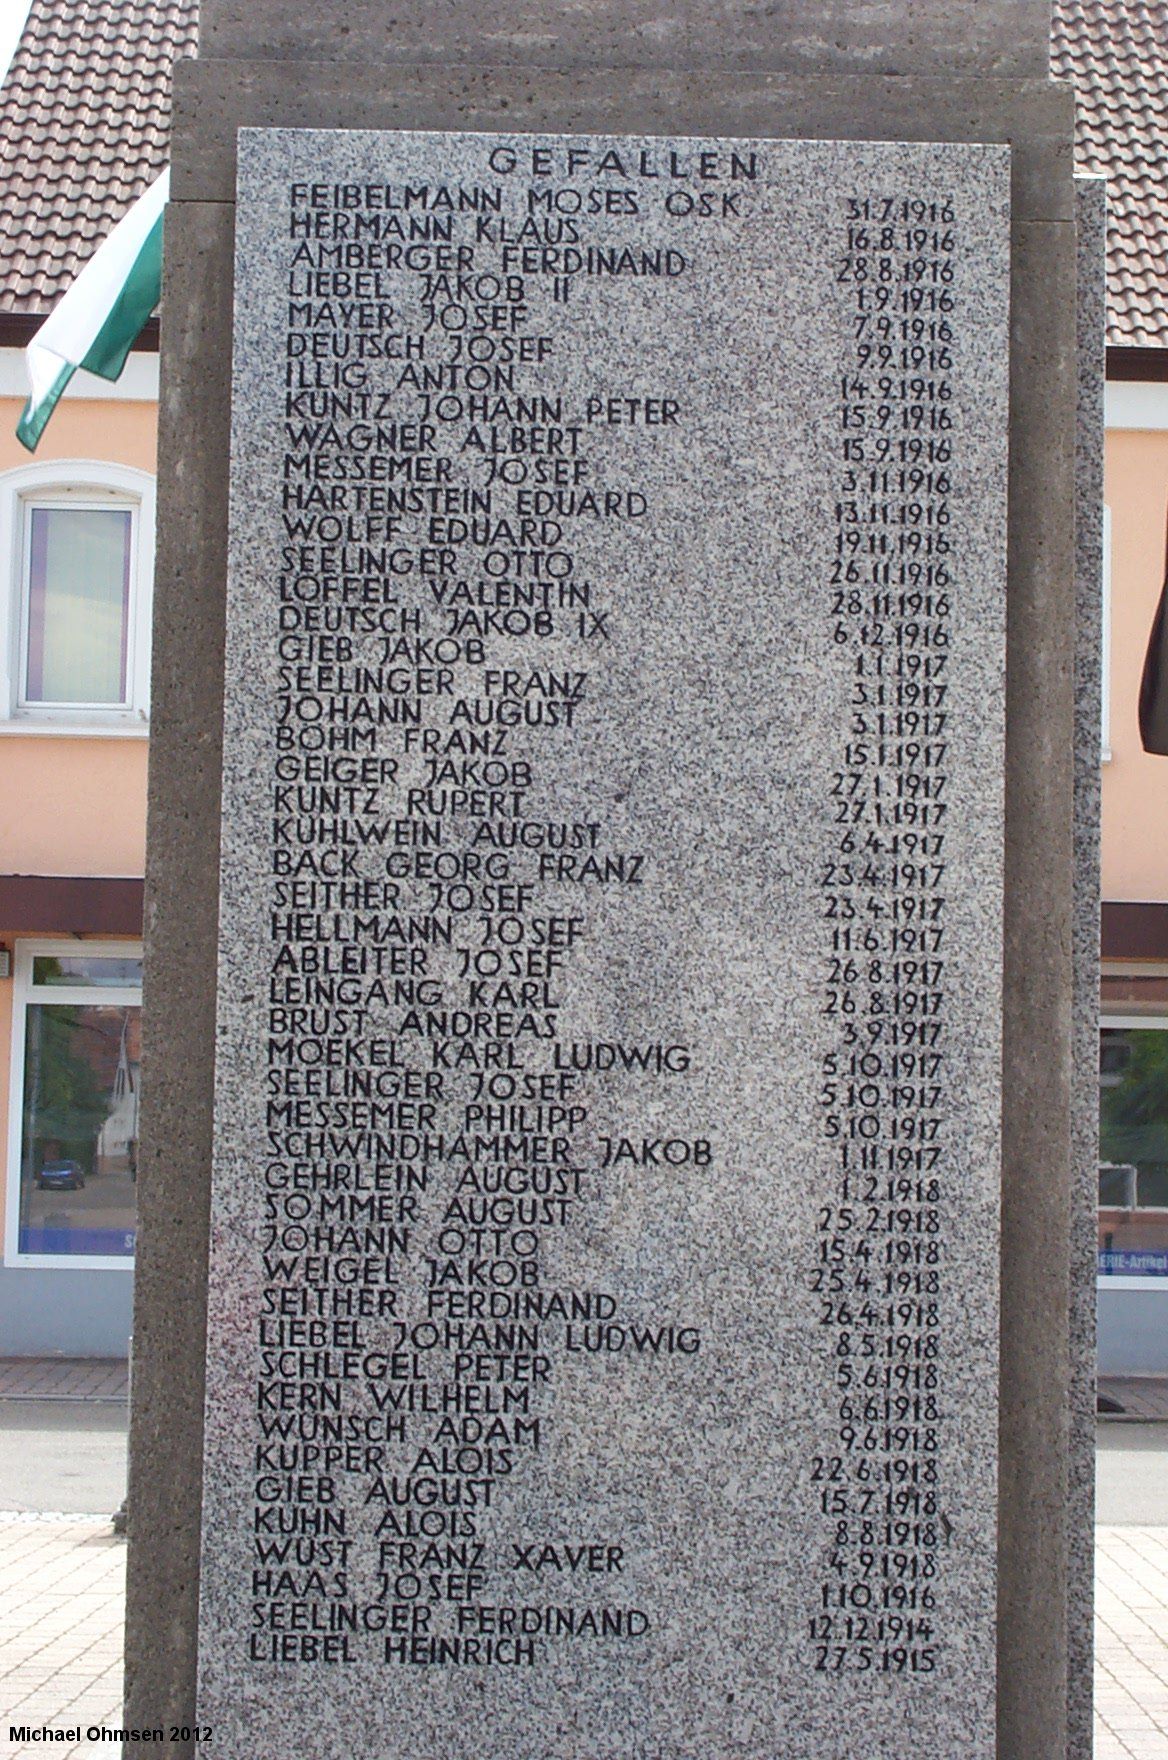 GEFALLEN
FEIBELMANN MOSES OSK. 31.7.1916
HERMANN KLAUS 16.8.1916
AMBERGER FERDINAND 28.8.1916
LIEBEL JAKOB II 1.9.1916
MAYER JOSEF 7.9.1916
DEUTSCH JOSEF 9.9.1916
ILLIG ANTON 14.9.1916
KUNTZ JOHANN PETER 15.9.1916
WAGNER ALBERT 15.9.1916
MESSEMER JOSEF 3.11.1916
HARTENSTEIN EDUARD 13.11.1916
WOLFF EDUARD 19.11.1916
SEELINGER OTTO 26.11.1916
LÖFFEL VALENTIN 28.11.1916
DEUTSCH JAKOB IX 6.12.1916
GIEB JAKOB 1.1.1917
SEELINGER FRANZ 3.1.1917
JOHANN AUGUST 3.1.1917
BÖHM FRANZ 15.1.1917
GEIGER JAKOB 27.1.1917
KUNTZ RUPERT 27.1.1917
KUHLWEIN AUGUST 6.4.1917
BACK GEORG FRANZ 23.4.1917
SEITHER JOSEF 23.4.1917
HELLMANN JOSEF 11.6.1917
ABLEITER JOSEF 26.8.1917
LEINGANG KARL 26.8.1917
BRUST ANDREAS 3.9.1917
MOEKEL KARL LUDWIG 5.10.1917
SEELINGER JOSEF 5.10.1917
MESSEMER PHILIPP 5.10.1917
SCHWINDHAMMER JAKOB 1.11.1917
GEHRLEIN AUGUST 1.2.1918
SOMMER AUGUST 25.2.1918
JOHANN OTTO 15.4.1918
WEIGEL JAKOB 25.4.1918
SEITHER FERDINAND 26.4.1918
LIEBEL JOHANN LUDWIG 8.5.1918
SCHLEGEL PETER 5.6.1918
KERN WILHELM 6.6.1918
WÜNSCH ADAM 9.6.1918
KUPPER ALOIS 22.6.1918
GIEB AUGUST 15.7.1918
KUHN ALOIS 8.8.1918
WÜST FRANZ XAVER 4.9.1918
HAAS JOSEF 1.10.1916
SEELINGER FERDINAND 12.12.1914
LIEBEL HEINRICH 27.5.1915
Michael Ohmsen 2012